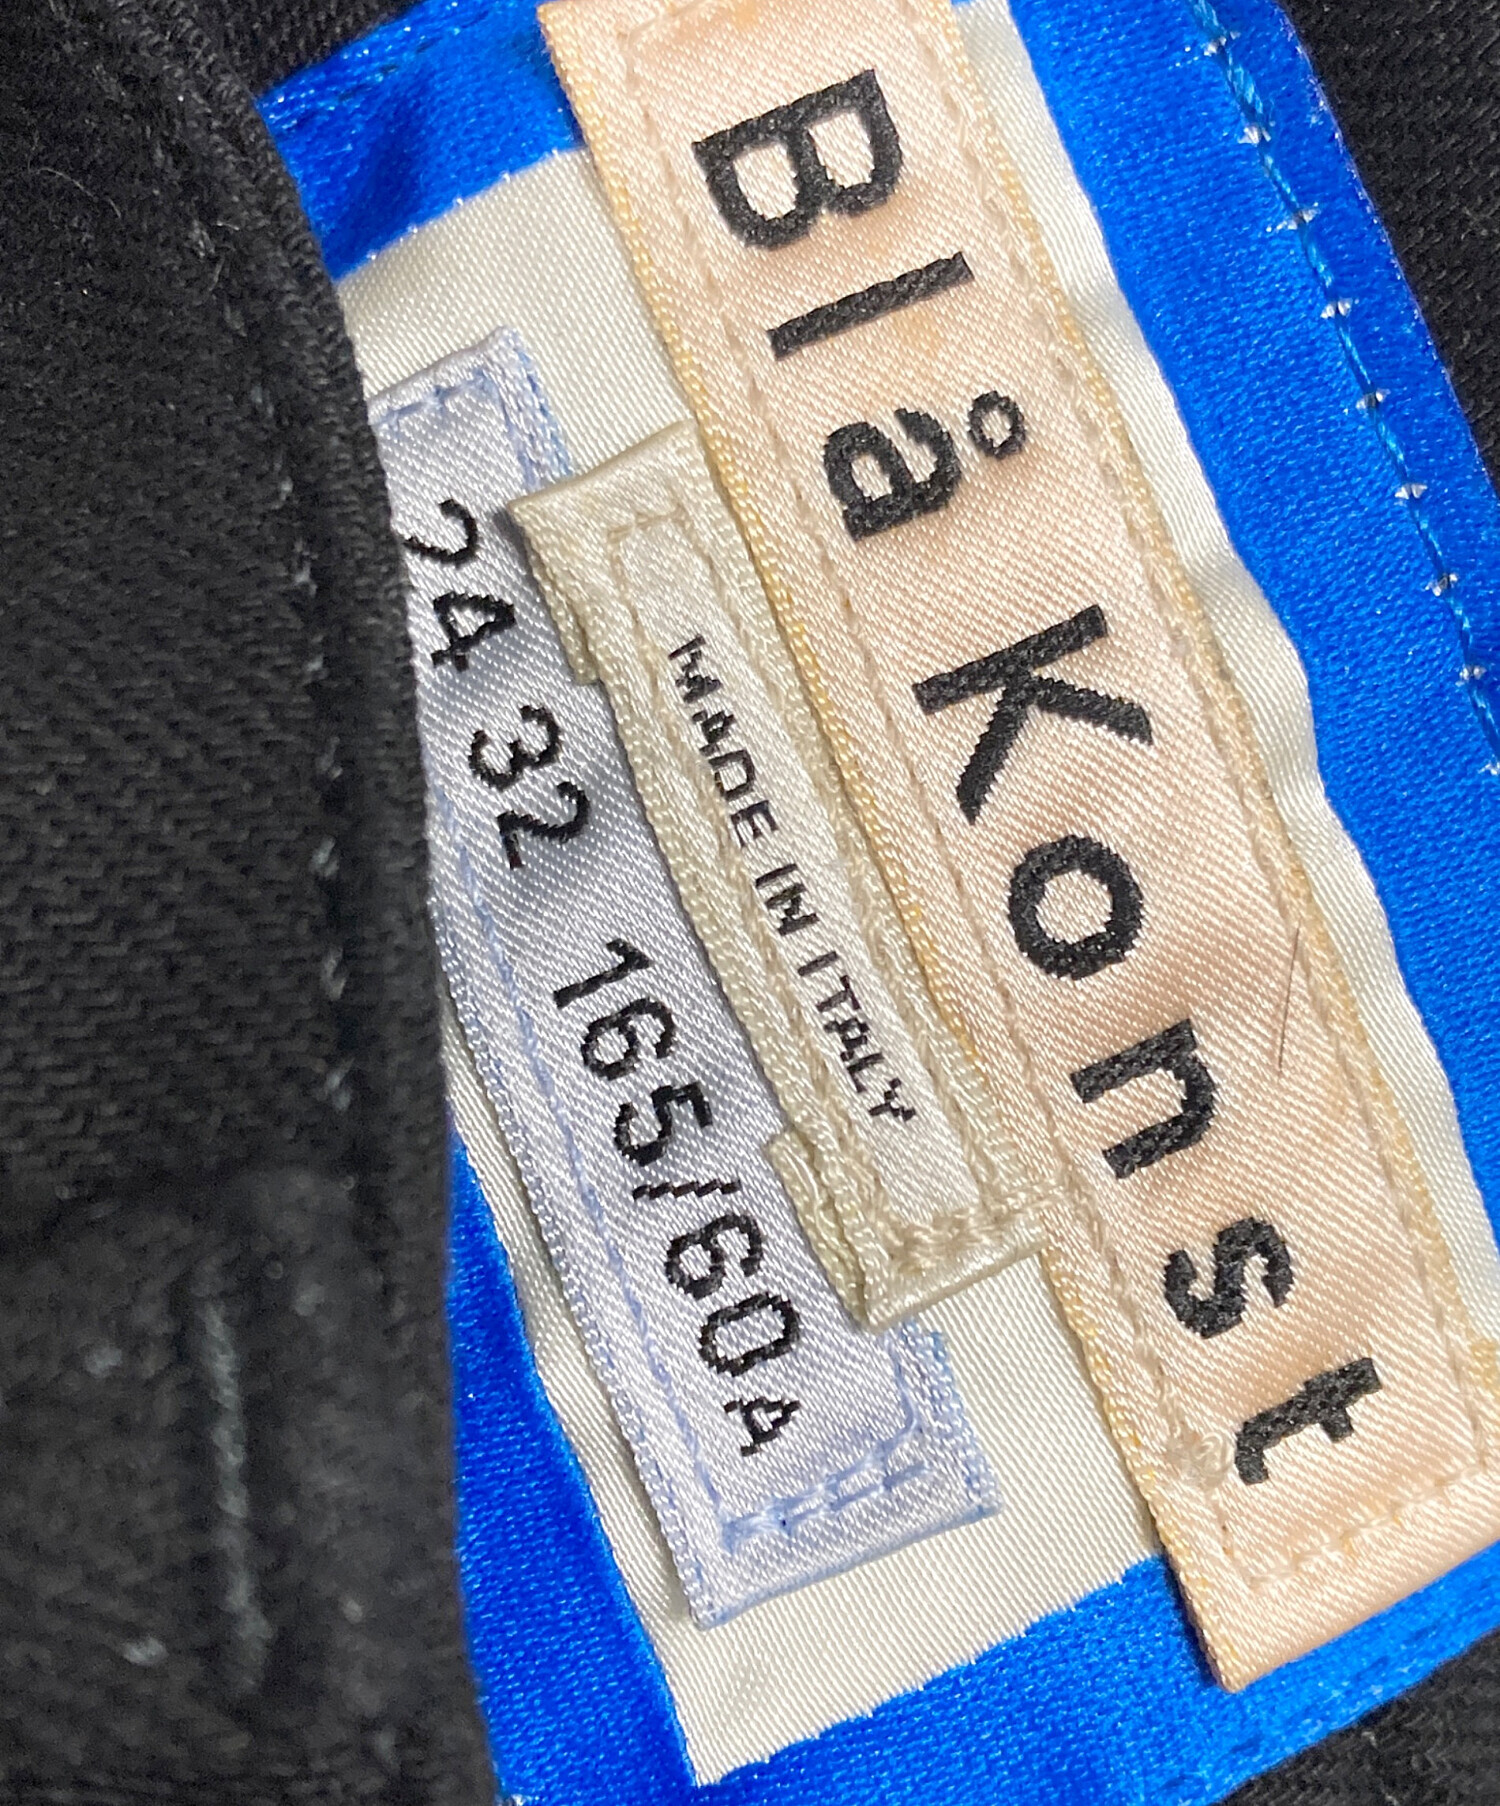 Blå Konst
MADE IN ITALY
24 32 165/60A